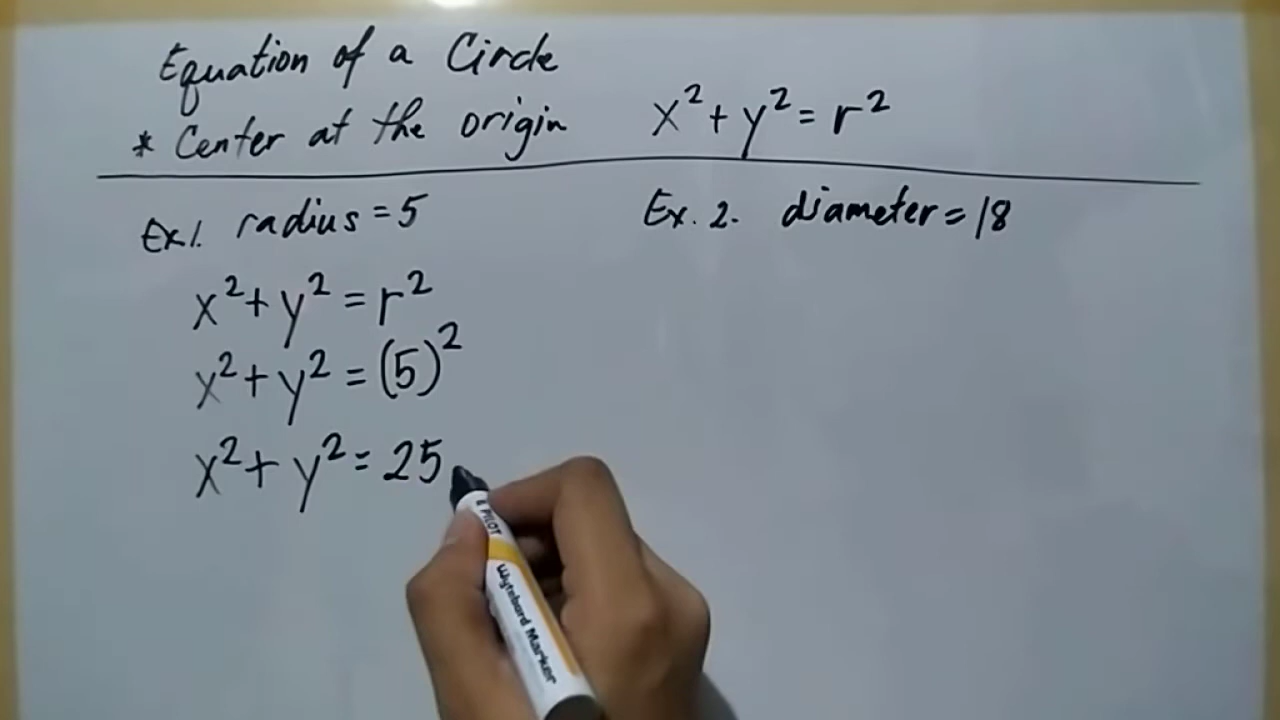 Equation of a Circle
* Center at the origin
x² + y² = r²
Ex 1. radius = 5
x² + y² = r²
x² + y² = (5)²
x² + y² = 25
Ex. 2. diameter = 18
PILOT
Wytebord Marker